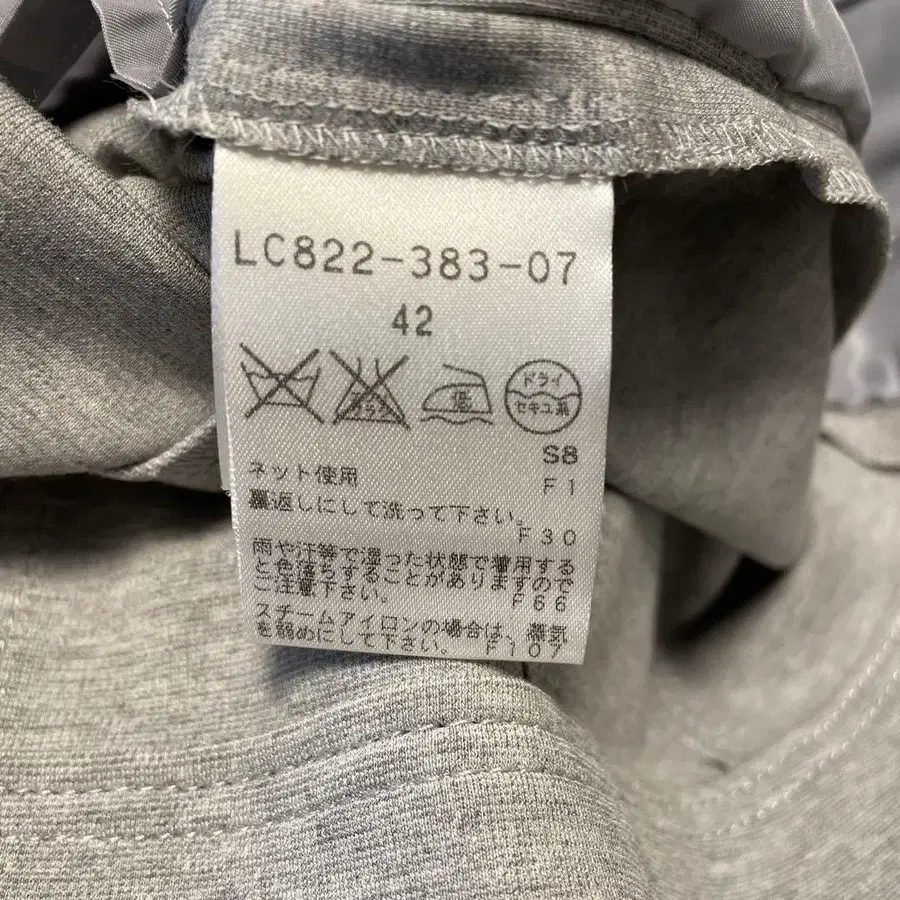 LC822-383-07
42
低
ドライ
セキユ系
S8
ネット使用
F1
裏返しにして洗って下さい。
F30
雨や汗等で湿った状態で着用する
と色落ちすることがありますので
ご注意下さい。 F66
スチームアイロンの場合は、蒸気
を弱めにして下さい。 F107